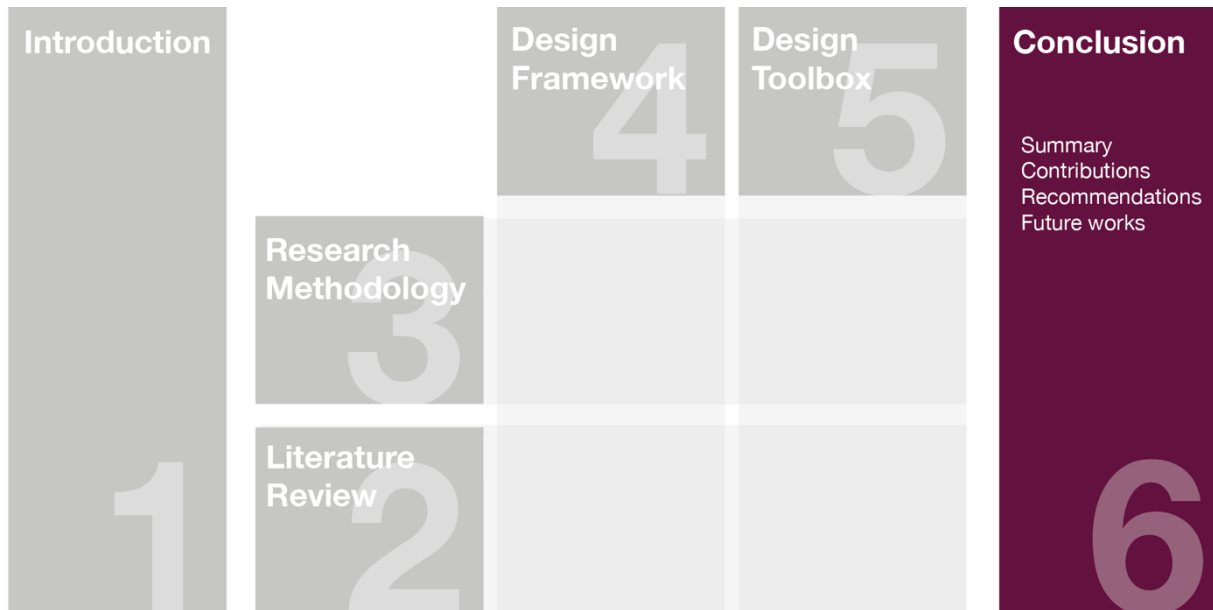 Introduction
1
Literature
Review
2
Research
Methodology
3
Design
Framework
4
Design
Toolbox
5
Conclusion
Summary
Contributions
Recommendations
Future works
6